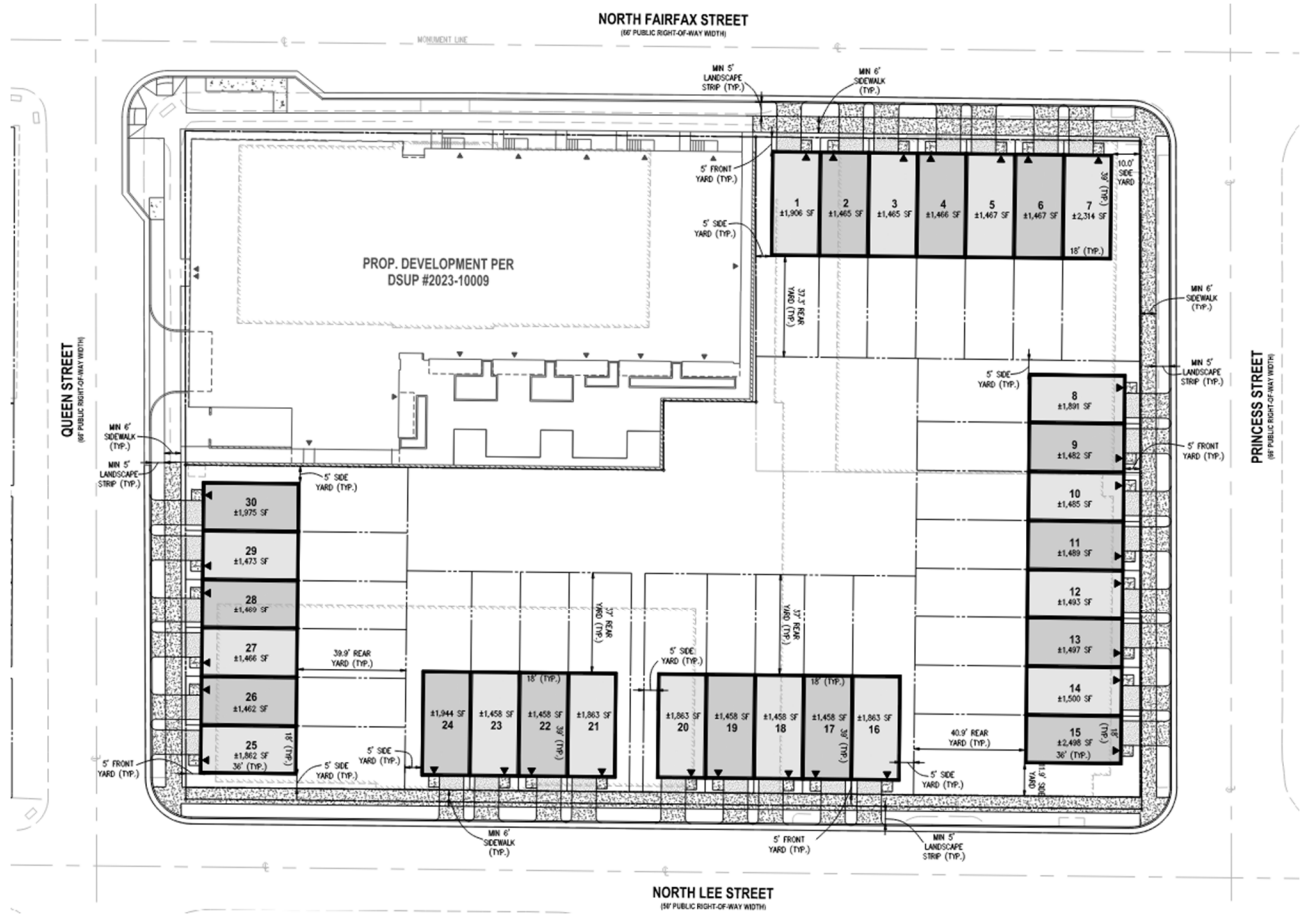 NORTH FAIRFAX STREET
(66' PUBLIC RIGHT-OF-WAY WIDTH)
MONUMENT LINE
MIN 5'
LANDSCAPE
STRIP (TYP.)
MIN 6'
SIDEWALK
(TYP.)
5' FRONT
YARD (TYP.)
10.0'
SIDE
YARD
39' (TYP.)
1
±1,906 SF
2
±1,465 SF
3
±1,465 SF
4
±1,466 SF
5
±1,467 SF
6
±1,467 SF
7
±2,314 SF
18' (TYP.)
5' SIDE
YARD (TYP.)
PROP. DEVELOPMENT PER
DSUP #2023-10009
37.3' REAR
YARD (TYP.)
MIN 6'
SIDEWALK
(TYP.)
QUEEN STREET
(66' PUBLIC RIGHT-OF-WAY WIDTH)
PRINCESS STREET
(66' PUBLIC RIGHT-OF-WAY WIDTH)
5' SIDE
YARD (TYP.)
MIN 5'
LANDSCAPE
STRIP (TYP.)
8
±1,891 SF
9
±1,482 SF
5' FRONT
YARD (TYP.)
10
±1,485 SF
11
±1,489 SF
12
±1,493 SF
13
±1,497 SF
14
±1,500 SF
15
±2,498 SF
36' (TYP.)
18'
(TYP.)
SIDE
YARD
40.9' REAR
YARD (TYP.)
MIN 6'
SIDEWALK
(TYP.)
MIN 5'
LANDSCAPE
STRIP (TYP.)
5' SIDE
YARD (TYP.)
30
±1,975 SF
29
±1,473 SF
28
±1,469 SF
27
±1,466 SF
26
±1,462 SF
25
±1,862 SF
36' (TYP.)
18' (TYP.)
39.9' REAR
YARD (TYP.)
5' FRONT
YARD (TYP.)
5' SIDE
YARD (TYP.)
5' SIDE
YARD (TYP.)
37' REAR
YARD (TYP.)
5' SIDE
YARD (TYP.)
37' REAR
YARD (TYP.)
18' (TYP.)
±1,944 SF
24
±1,458 SF
23
±1,458 SF
22
39' (TYP.)
±1,863 SF
21
18' (TYP.)
±1,863 SF
20
±1,458 SF
19
±1,458 SF
18
±1,458 SF
17
39' (TYP.)
±1,863 SF
16
5' SIDE
YARD (TYP.)
MIN 6'
SIDEWALK
(TYP.)
5' FRONT
YARD (TYP.)
MIN 5'
LANDSCAPE
STRIP (TYP.)
NORTH LEE STREET
(50' PUBLIC RIGHT-OF-WAY WIDTH)